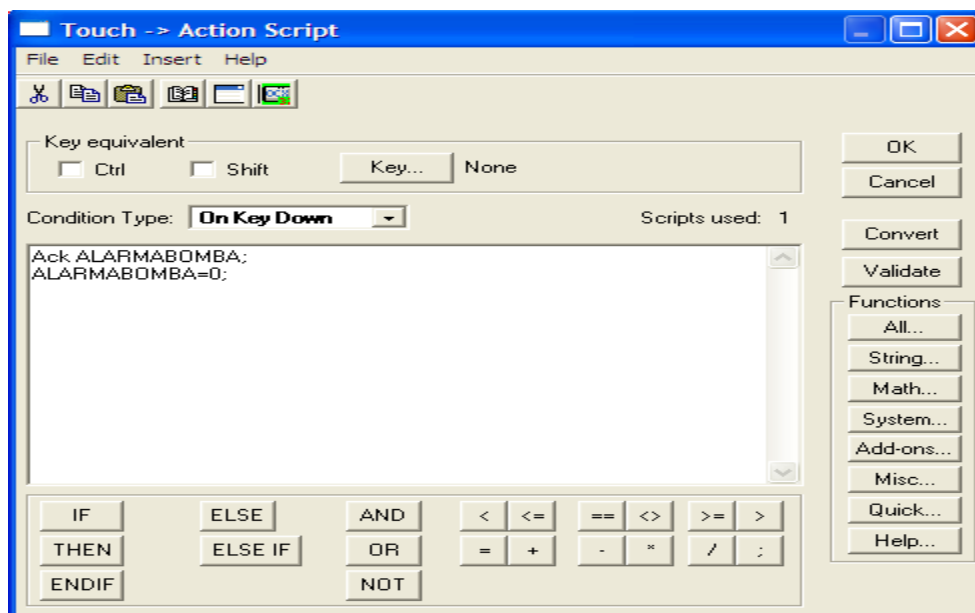 Touch -> Action Script
File Edit Insert Help
Key equivalent
Ctrl Shift Key... None
OK
Cancel
Condition Type: On Key Down Scripts used: 1
Convert
Validate
Ack ALARMABOMBA;
ALARMABOMBA=0;
Functions
All...
String...
Math...
System...
Add-ons...
Misc...
Quick...
Help...
IF ELSE AND < <= == <> >= >
THEN ELSE IF OR = + - * / ;
ENDIF NOT